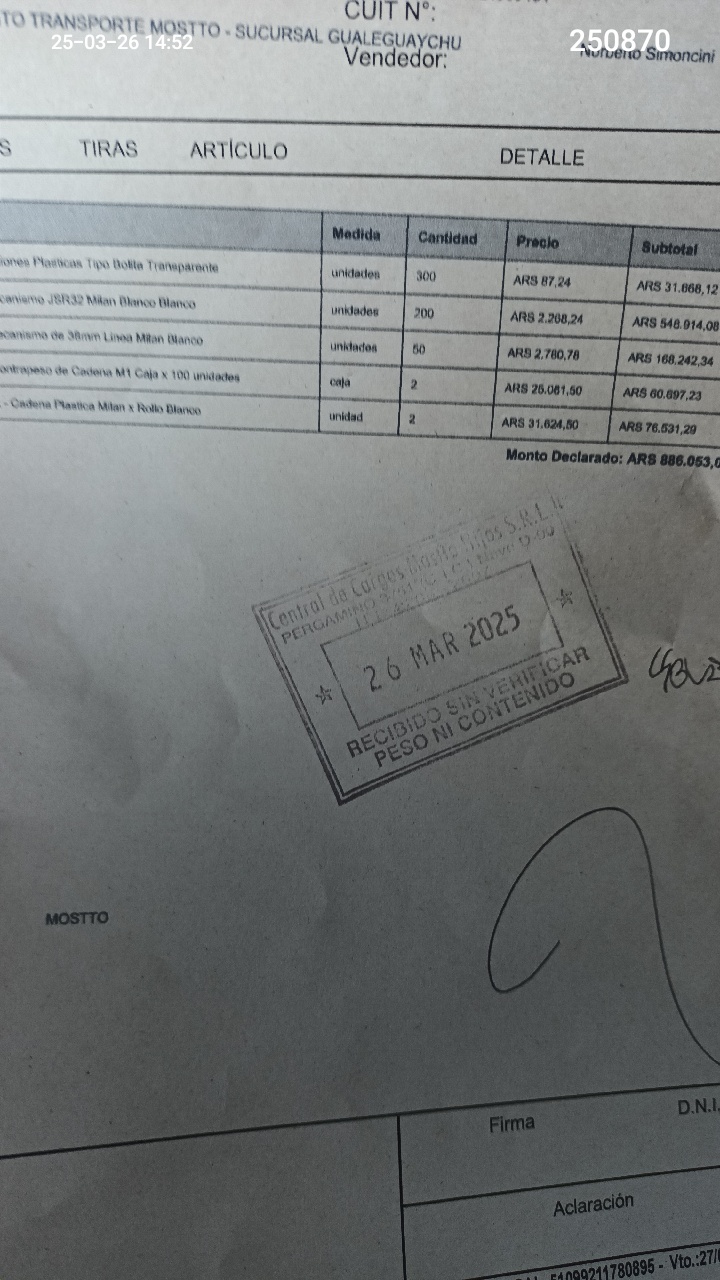 CUIT N°:
TO TRANSPORTE MOSTTO - SUCURSAL GUALEGUAYCHU
25-03-26 14:52
250870
Vendedor:
Norberto Simoncini
S TIRAS ARTÍCULO DETALLE
Medida Cantidad Precio Subtotal
iones Plasticas Tipo Bolita Transparente unidades 300 ARS 87,24 ARS 31.668,12
canismo JSR32 Milan Blanco Blanco unidades 200 ARS 2.268,24 ARS 548.914,08
ecanismo de 38mm Linea Milan Blanco unidades 50 ARS 2.780,78 ARS 168.242,34
ontrapeso de Cadena M1 Caja x 100 unidades caja 2 ARS 25.081,50 ARS 60.697,23
- Cadena Plastica Milan x Rollo Blanco unidad 2 ARS 31.624,50 ARS 76.531,29
Monto Declarado: ARS 886.053,0
Central de Cargas Mostto Hijos S.R.L.
PERGAMINO
26 MAR 2025
RECIBIDO SIN VERIFICAR
PESO NI CONTENIDO
MOSTTO
Firma D.N.I.
Aclaración
51099211780895 - Vto.:27/